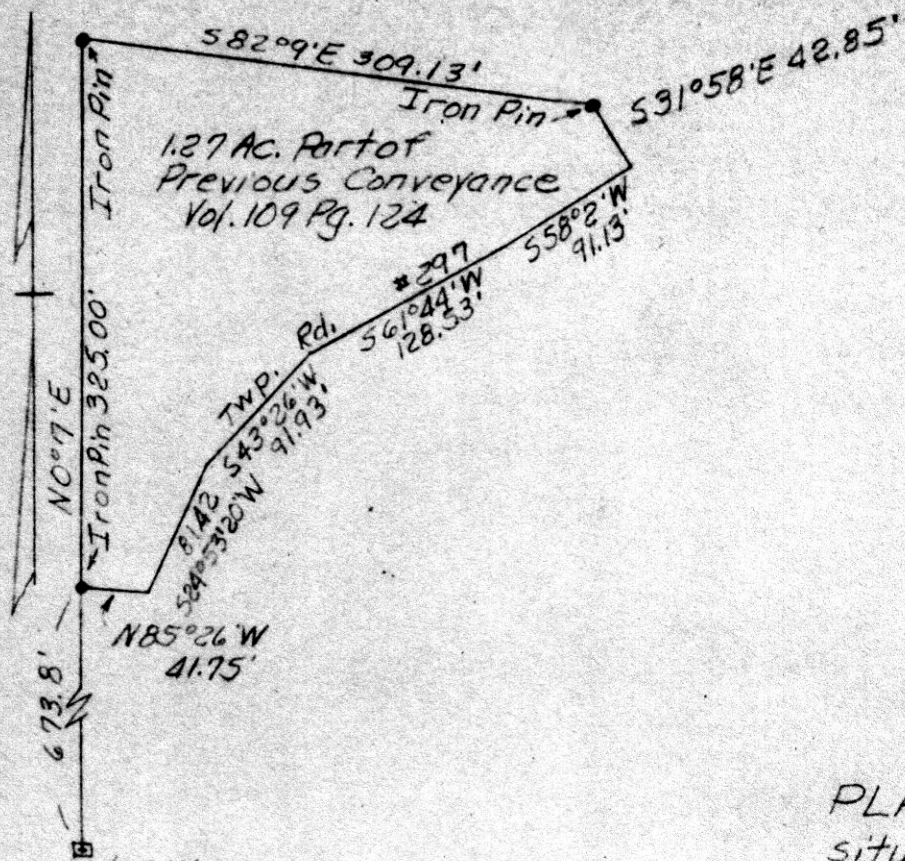 S82°9'E 309.13'
Iron Pin
S31°58'E 42.85'
Iron Pin
1.27 Ac. Part of
Previous Conveyance
Vol. 109 Pg. 124
S58°2'W
91.13'
#297
S61°44'W
128.53'
Rd.
Twp.
S43°26'W
91.93'
81.42
S24°53'20"W
N0°7'E
Iron Pin 325.00'
N85°26'W
41.75'
673.8'
PLA
situ